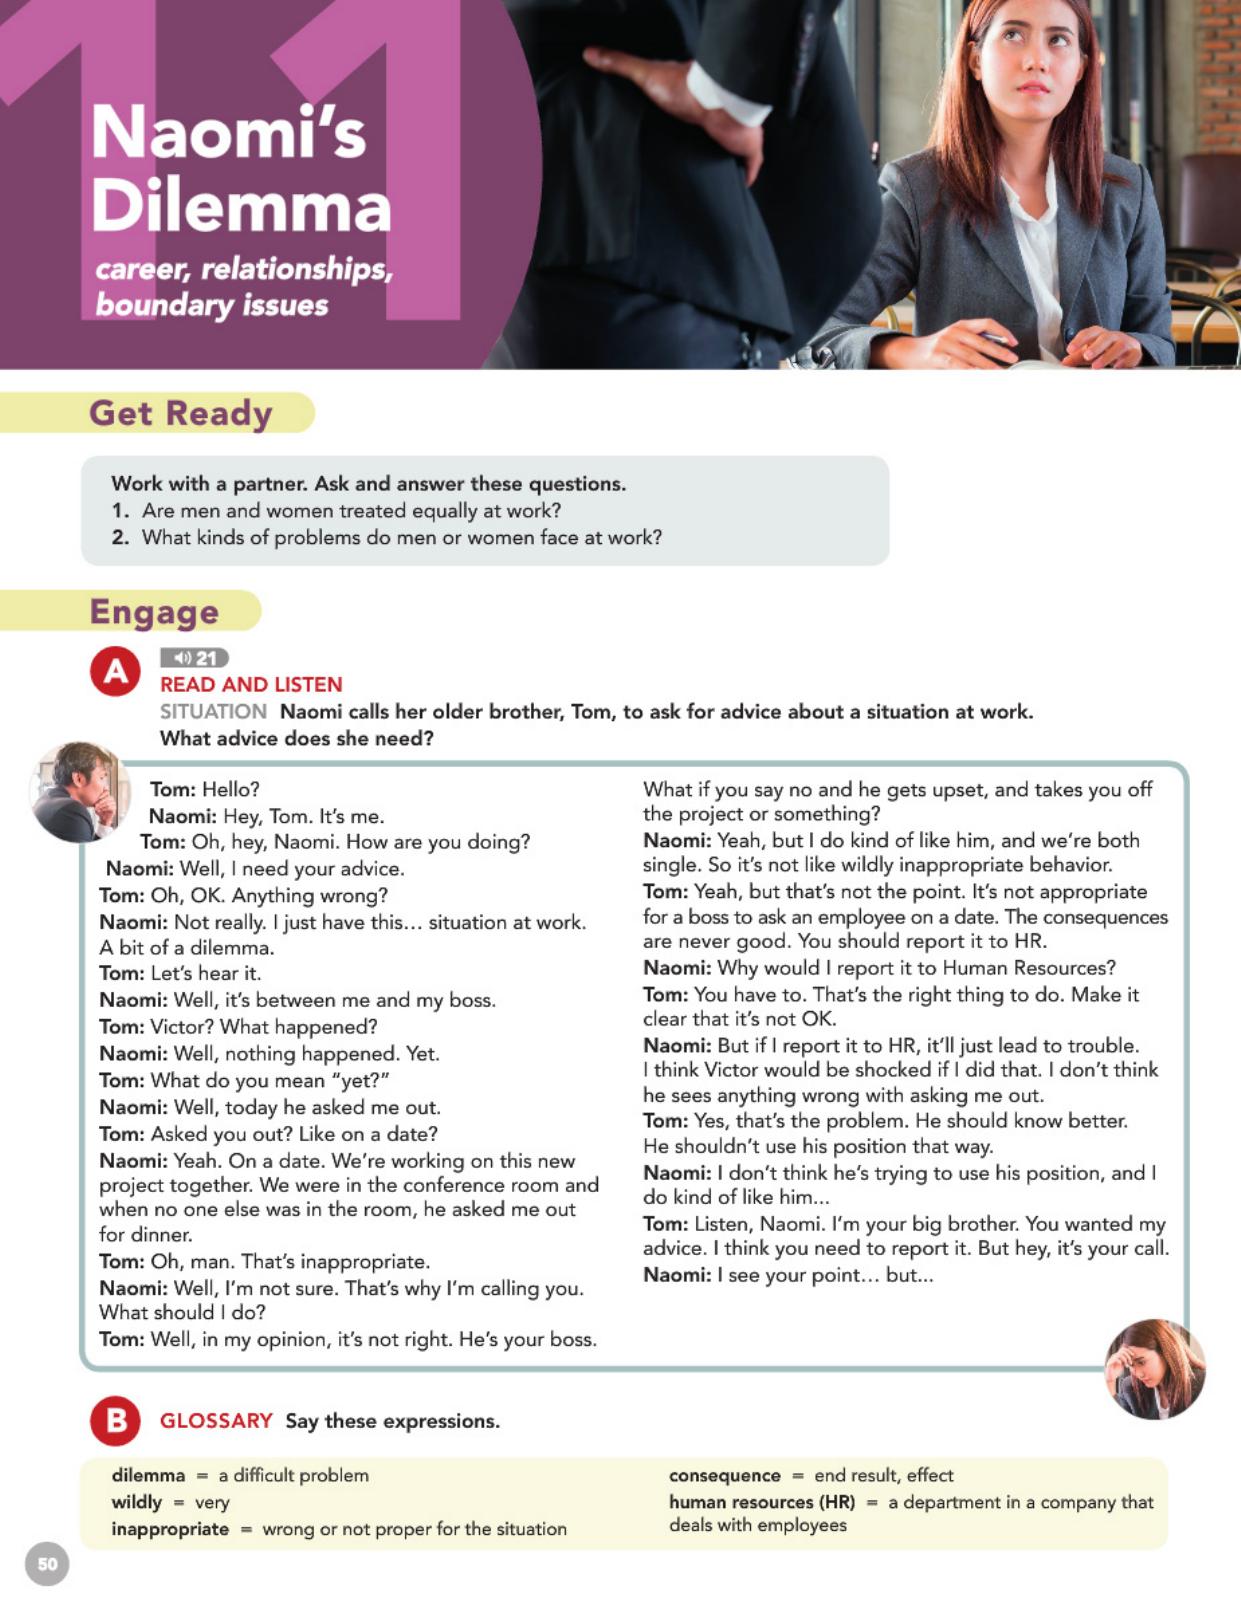 11
Naomi's
Dilemma
career, relationships,
boundary issues
Get Ready
Work with a partner. Ask and answer these questions.
1. Are men and women treated equally at work?
2. What kinds of problems do men or women face at work?
Engage
A
21
READ AND LISTEN
SITUATION Naomi calls her older brother, Tom, to ask for advice about a situation at work.
What advice does she need?
Tom: Hello?
Naomi: Hey, Tom. It's me.
Tom: Oh, hey, Naomi. How are you doing?
Naomi: Well, I need your advice.
Tom: Oh, OK. Anything wrong?
Naomi: Not really. I just have this... situation at work.
A bit of a dilemma.
Tom: Let's hear it.
Naomi: Well, it's between me and my boss.
Tom: Victor? What happened?
Naomi: Well, nothing happened. Yet.
Tom: What do you mean "yet?"
Naomi: Well, today he asked me out.
Tom: Asked you out? Like on a date?
Naomi: Yeah. On a date. We're working on this new
project together. We were in the conference room and
when no one else was in the room, he asked me out
for dinner.
Tom: Oh, man. That's inappropriate.
Naomi: Well, I'm not sure. That's why I'm calling you.
What should I do?
Tom: Well, in my opinion, it's not right. He's your boss.
What if you say no and he gets upset, and takes you off
the project or something?
Naomi: Yeah, but I do kind of like him, and we're both
single. So it's not like wildly inappropriate behavior.
Tom: Yeah, but that's not the point. It's not appropriate
for a boss to ask an employee on a date. The consequences
are never good. You should report it to HR.
Naomi: Why would I report it to Human Resources?
Tom: You have to. That's the right thing to do. Make it
clear that it's not OK.
Naomi: But if I report it to HR, it'll just lead to trouble.
I think Victor would be shocked if I did that. I don't think
he sees anything wrong with asking me out.
Tom: Yes, that's the problem. He should know better.
He shouldn't use his position that way.
Naomi: I don't think he's trying to use his position, and I
do kind of like him...
Tom: Listen, Naomi. I'm your big brother. You wanted my
advice. I think you need to report it. But hey, it's your call.
Naomi: I see your point... but...
B
GLOSSARY Say these expressions.
dilemma = a difficult problem
wildly = very
inappropriate = wrong or not proper for the situation
consequence = end result, effect
human resources (HR) = a department in a company that
deals with employees
50